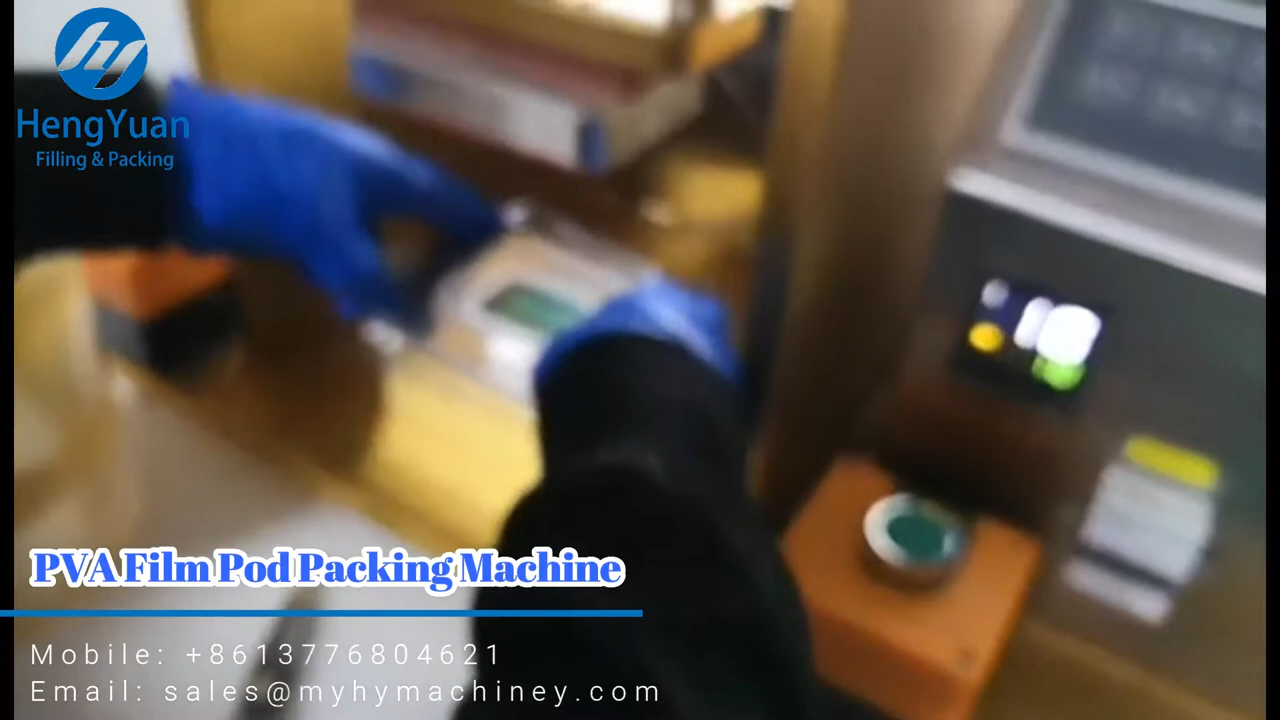 HengYuan
Filling & Packing
PVA Film Pod Packing Machine
Mobile: +8613776804621
Email: sales@myhymachiney.com